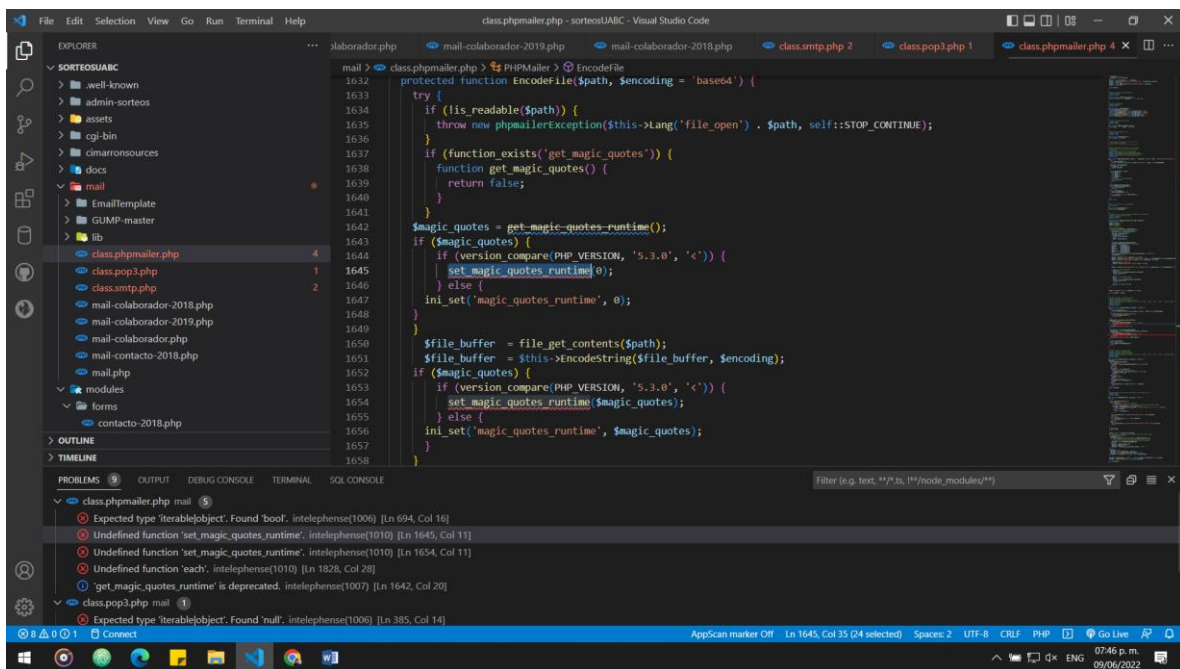 File Edit Selection View Go Run Terminal Help
class.phpmailer.php - sorteosUABC - Visual Studio Code
EXPLORER
olaborador.php mail-colaborador-2019.php mail-colaborador-2018.php class.smtp.php 2 class.pop3.php 1 class.phpmailer.php 4
SORTEOSUABC
mail > class.phpmailer.php > PHPMailer > EncodeFile
.well-known
admin-sorteos
assets
cgi-bin
cimarronsources
docs
mail
EmailTemplate
GUMP-master
lib
class.phpmailer.php 4
class.pop3.php 1
class.smtp.php 2
mail-colaborador-2018.php
mail-colaborador-2019.php
mail-colaborador.php
mail-contacto-2018.php
mail.php
modules
forms
contacto-2018.php
OUTLINE
TIMELINE
1632 protected function EncodeFile($path, $encoding = 'base64') {
1633 try {
1634 if (!is_readable($path)) {
1635 throw new phpmailerException($this->Lang('file_open') . $path, self::STOP_CONTINUE);
1636 }
1637 if (function_exists('get_magic_quotes')) {
1638 function get_magic_quotes() {
1639 return false;
1640 }
1641 }
1642 $magic_quotes = get_magic_quotes_runtime();
1643 if ($magic_quotes) {
1644 if (version_compare(PHP_VERSION, '5.3.0', '<')) {
1645 set_magic_quotes_runtime(0);
1646 } else {
1647 ini_set('magic_quotes_runtime', 0);
1648 }
1649 }
1650 $file_buffer = file_get_contents($path);
1651 $file_buffer = $this->EncodeString($file_buffer, $encoding);
1652 if ($magic_quotes) {
1653 if (version_compare(PHP_VERSION, '5.3.0', '<')) {
1654 set_magic_quotes_runtime($magic_quotes);
1655 } else {
1656 ini_set('magic_quotes_runtime', $magic_quotes);
1657 }
1658 }
PROBLEMS 9 OUTPUT DEBUG CONSOLE TERMINAL SQL CONSOLE
Filter (e.g. text, **/*.ts, !**/node_modules/**)
class.phpmailer.php mail 5
Expected type 'iterable|object'. Found 'bool'. intelephense(1006) [Ln 694, Col 16]
Undefined function 'set_magic_quotes_runtime'. intelephense(1010) [Ln 1645, Col 11]
Undefined function 'set_magic_quotes_runtime'. intelephense(1010) [Ln 1654, Col 11]
Undefined function 'each'. intelephense(1010) [Ln 1828, Col 28]
'get_magic_quotes_runtime' is deprecated. intelephense(1007) [Ln 1642, Col 20]
class.pop3.php mail 1
Expected type 'iterable|object'. Found 'null'. intelephense(1006) [Ln 385, Col 14]
8 0 1 Connect
AppScan marker Off Ln 1645, Col 35 (24 selected) Spaces: 2 UTF-8 CRLF PHP Go Live
ENG
07:46 p. m.
09/06/2022